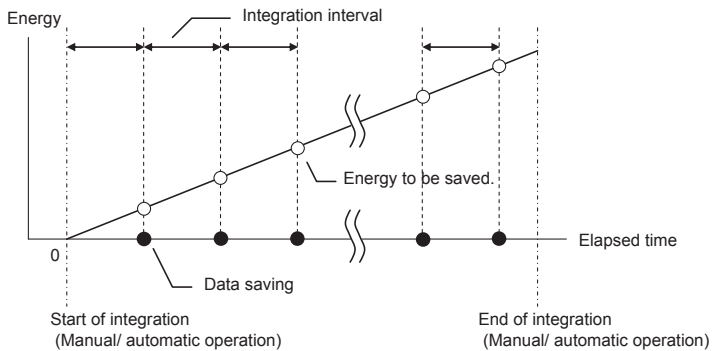 Energy
Integration interval
Energy to be saved.
0
Elapsed time
Data saving
Start of integration
(Manual/ automatic operation)
End of integration
(Manual/ automatic operation)